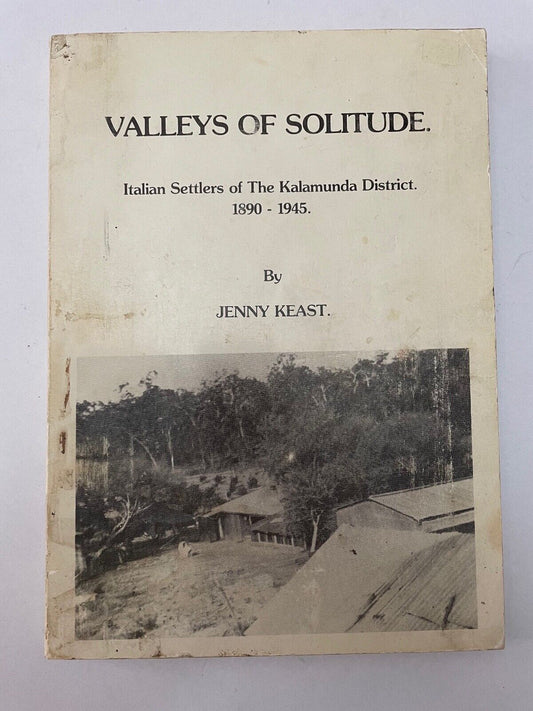 VALLEYS OF SOLITUDE.
Italian Settlers of The Kalamunda District.
1890 - 1945.
By
JENNY KEAST.